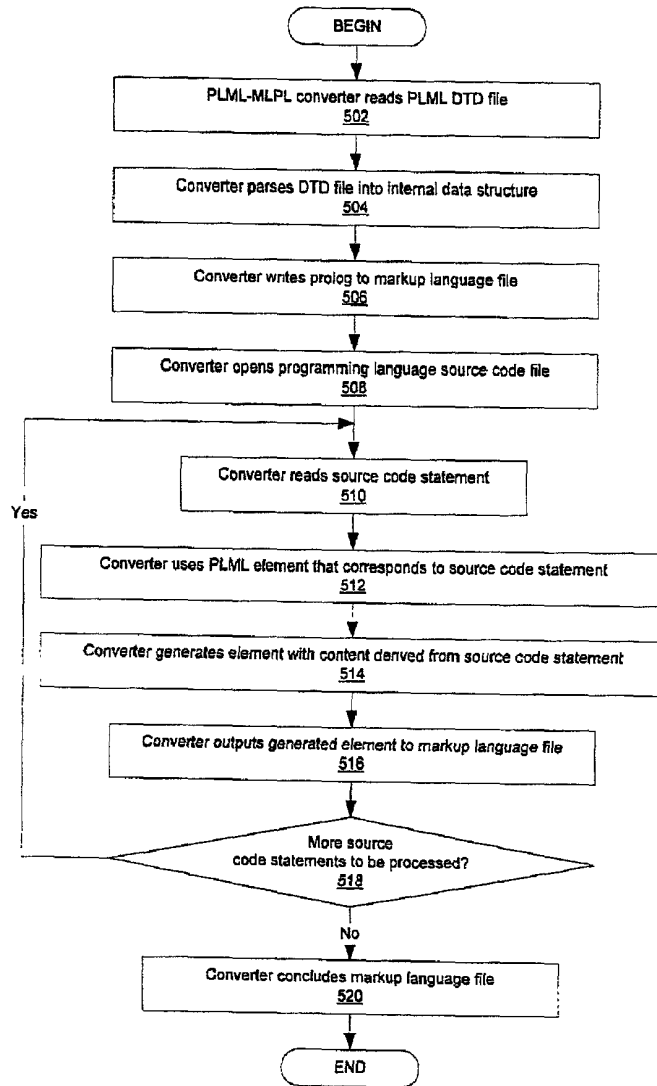 BEGIN
PLML-MLPL converter reads PLML DTD file
502
Converter parses DTD file into internal data structure
504
Converter writes prolog to markup language file
506
Converter opens programming language source code file
508
Converter reads source code statement
510
Yes
Converter uses PLML element that corresponds to source code statement
512
Converter generates element with content derived from source code statement
514
Converter outputs generated element to markup language file
516
More source
code statements to be processed?
518
No
Converter concludes markup language file
520
END